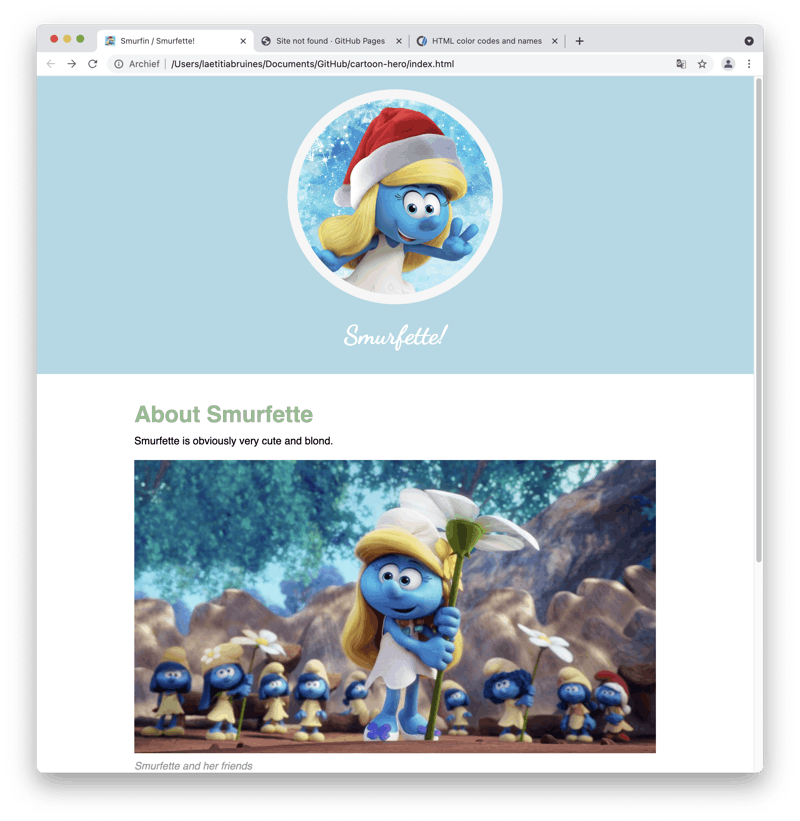 Smurfin / Smurfette!
Site not found · GitHub Pages
HTML color codes and names
Archief
/Users/laetitiabruines/Documents/GitHub/cartoon-hero/index.html
Smurfette!
About Smurfette
Smurfette is obviously very cute and blond.
Smurfette and her friends